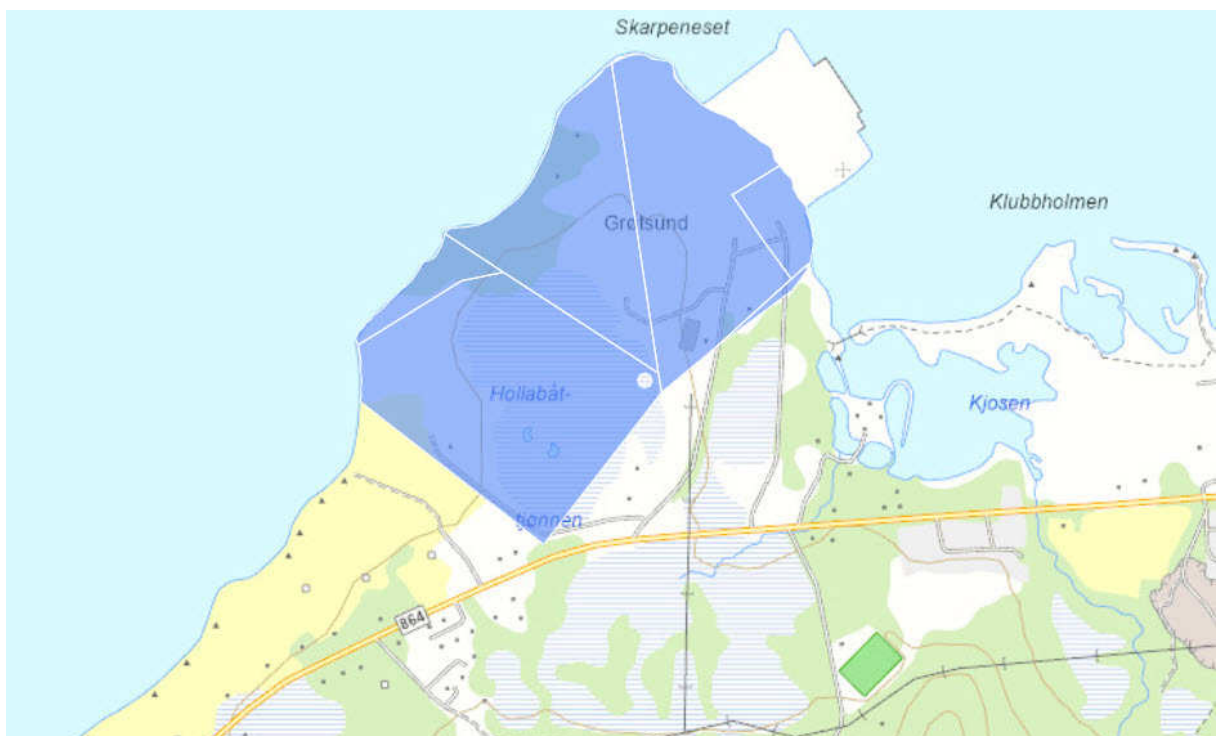 Skarpeneset
Klubbholmen
Grøtsund
Hollabåt-
Kjosen
tjønnen
864